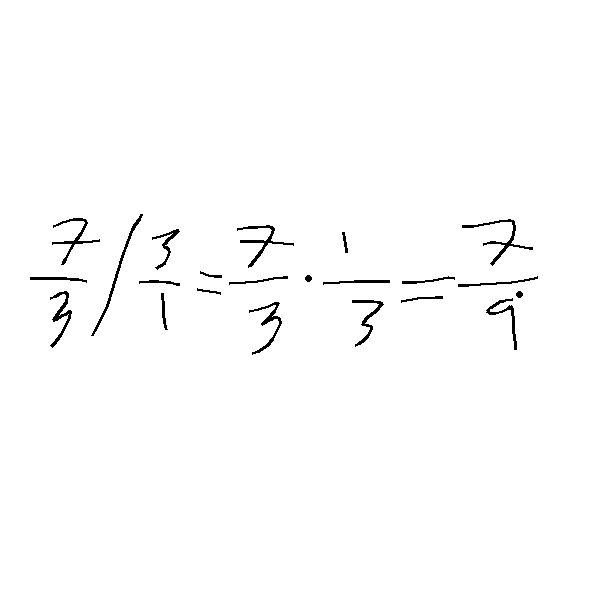 7/3 / 3/1 = 7/3 · 1/3 = 7/9